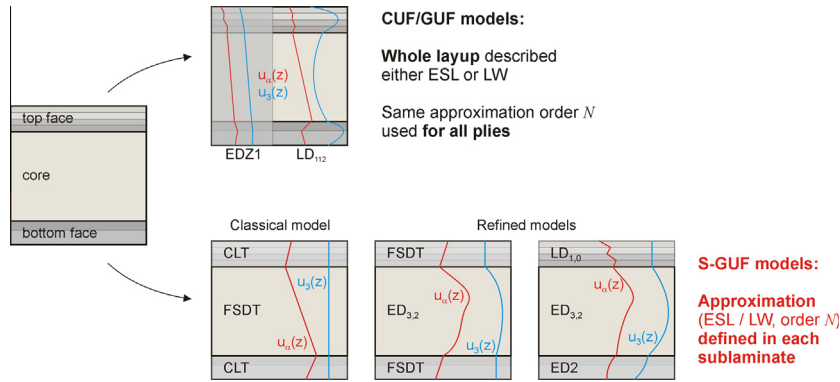 CUF/GUF models:
Whole layup described
either ESL or LW
Same approximation order N
used for all plies
uα(z)
u3(z)
EDZ1
LD112
top face
core
bottom face
Classical model
Refined models
CLT
u3(z)
FSDT
uα(z)
CLT
FSDT
uα(z)
ED3,2
u3(z)
FSDT
LD1,0
uα(z)
ED3,2
u3(z)
ED2
S-GUF models:
Approximation
(ESL / LW, order N)
defined in each
sublaminate